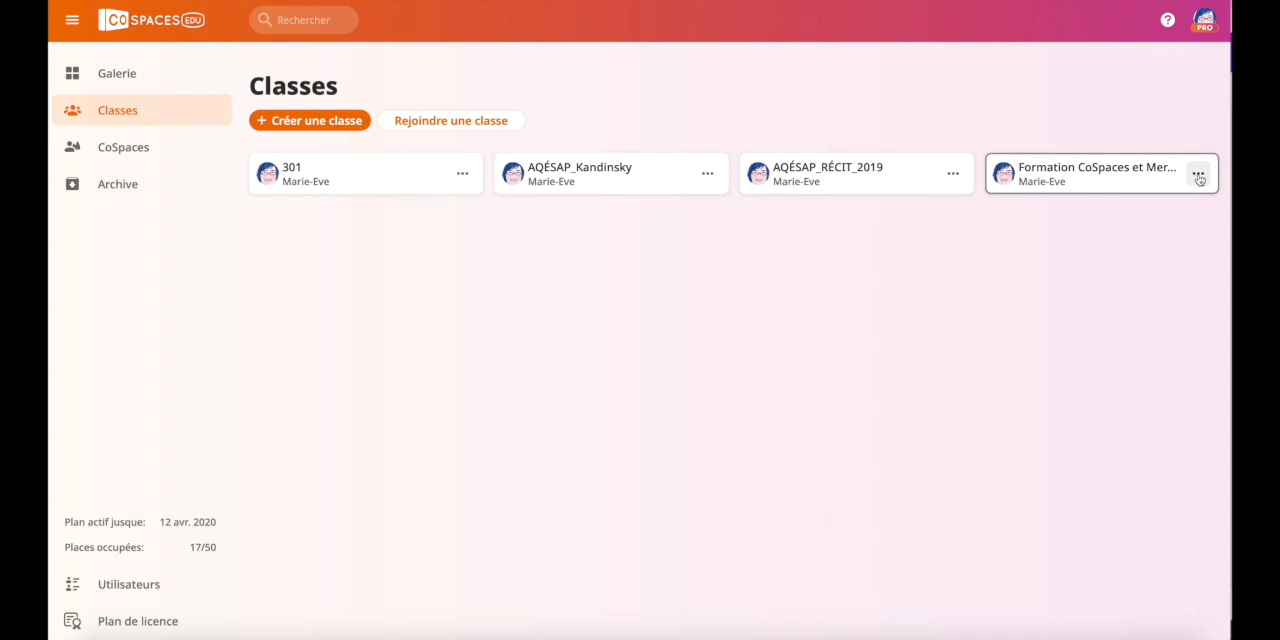 COSPACES EDU
Rechercher
?
PRO
Galerie
Classes
CoSpaces
Archive
Classes
+ Créer une classe
Rejoindre une classe
301
Marie-Eve
AQÉSAP_Kandinsky
Marie-Eve
AQÉSAP_RÉCIT_2019
Marie-Eve
Formation CoSpaces et Mer...
Marie-Eve
Plan actif jusque: 12 avr. 2020
Places occupées: 17/50
Utilisateurs
Plan de licence